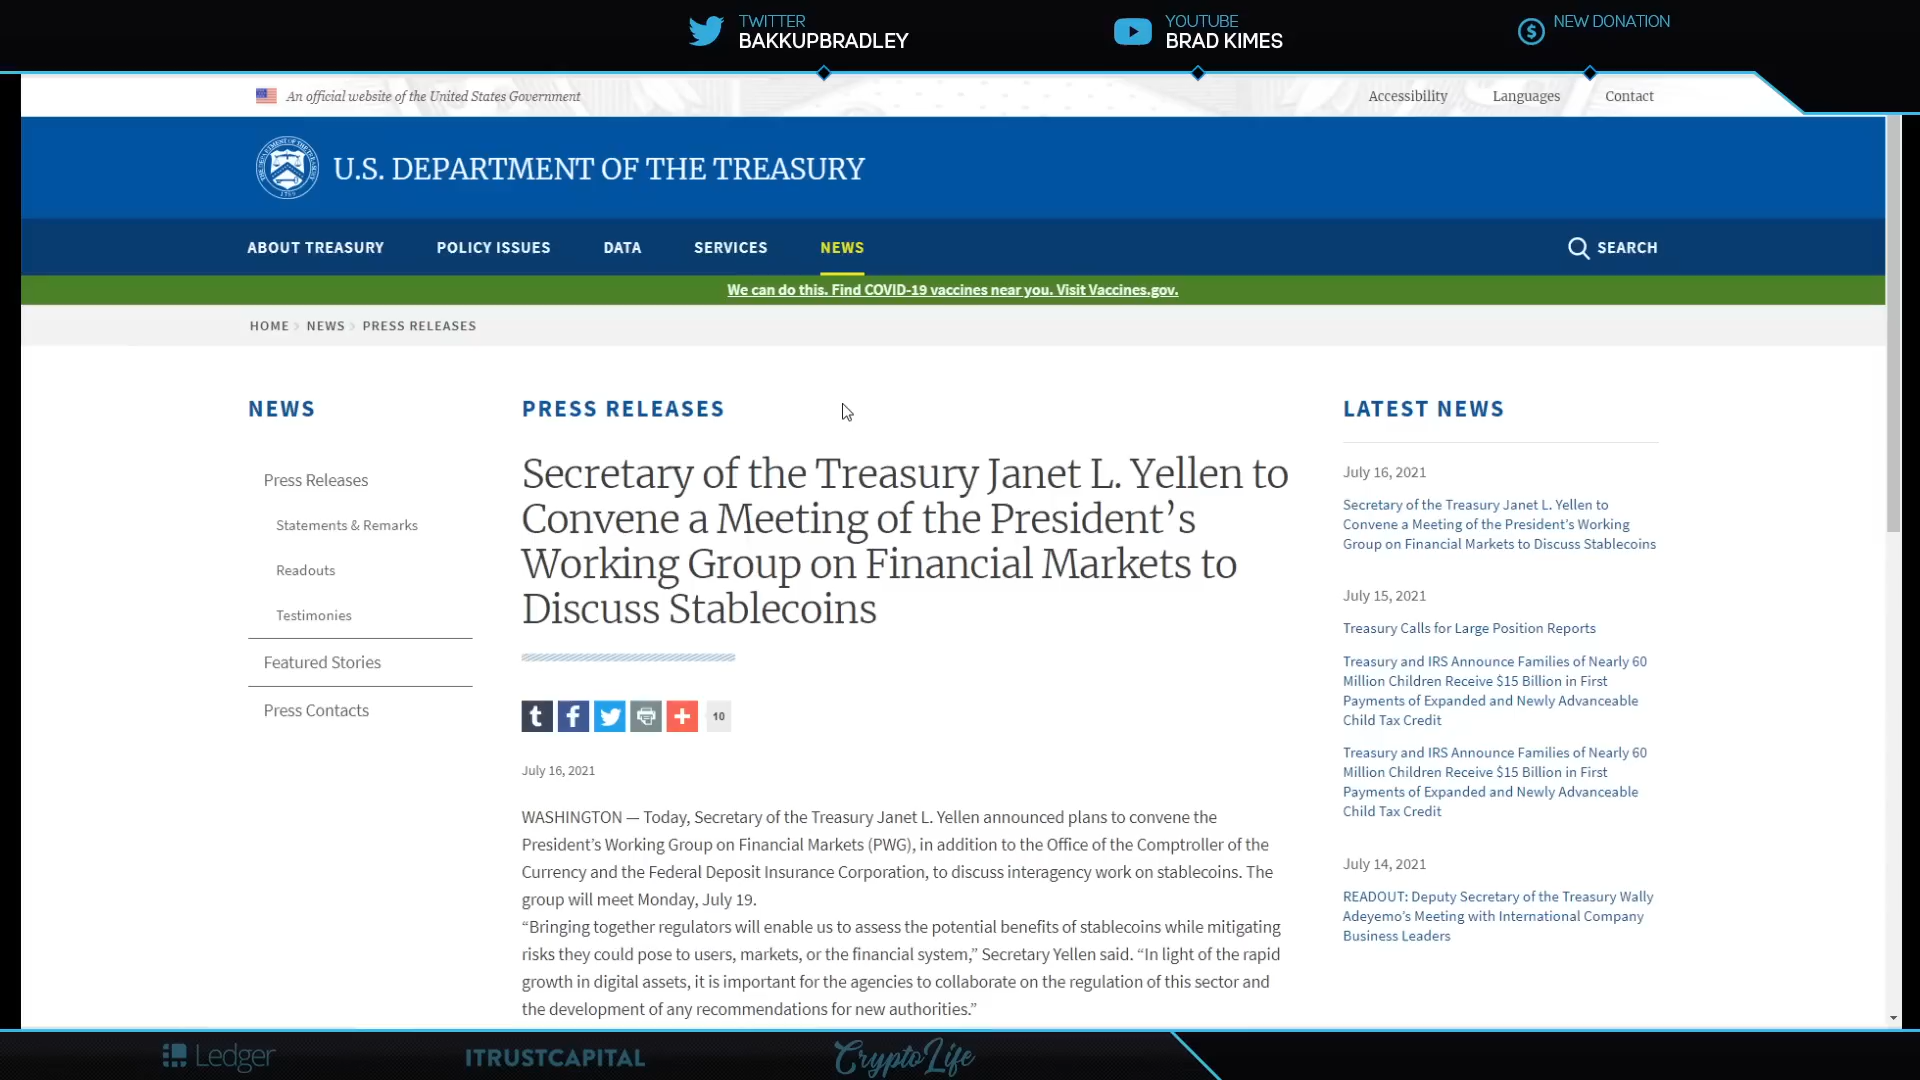 TWITTER
BAKKUPBRADLEY
YOUTUBE
BRAD KIMES
NEW DONATION
An official website of the United States Government
Accessibility
Languages
Contact
U.S. DEPARTMENT OF THE TREASURY
ABOUT TREASURY
POLICY ISSUES
DATA
SERVICES
NEWS
SEARCH
We can do this. Find COVID-19 vaccines near you. Visit Vaccines.gov.
HOME › NEWS › PRESS RELEASES
NEWS
Press Releases
Statements & Remarks
Readouts
Testimonies
Featured Stories
Press Contacts
PRESS RELEASES
Secretary of the Treasury Janet L. Yellen to
Convene a Meeting of the President’s
Working Group on Financial Markets to
Discuss Stablecoins
10
July 16, 2021
WASHINGTON — Today, Secretary of the Treasury Janet L. Yellen announced plans to convene the
President’s Working Group on Financial Markets (PWG), in addition to the Office of the Comptroller of the
Currency and the Federal Deposit Insurance Corporation, to discuss interagency work on stablecoins. The
group will meet Monday, July 19.
“Bringing together regulators will enable us to assess the potential benefits of stablecoins while mitigating
risks they could pose to users, markets, or the financial system,” Secretary Yellen said. “In light of the rapid
growth in digital assets, it is important for the agencies to collaborate on the regulation of this sector and
the development of any recommendations for new authorities.”
LATEST NEWS
July 16, 2021
Secretary of the Treasury Janet L. Yellen to
Convene a Meeting of the President’s Working
Group on Financial Markets to Discuss Stablecoins
July 15, 2021
Treasury Calls for Large Position Reports
Treasury and IRS Announce Families of Nearly 60
Million Children Receive $15 Billion in First
Payments of Expanded and Newly Advanceable
Child Tax Credit
Treasury and IRS Announce Families of Nearly 60
Million Children Receive $15 Billion in First
Payments of Expanded and Newly Advanceable
Child Tax Credit
July 14, 2021
READOUT: Deputy Secretary of the Treasury Wally
Adeyemo’s Meeting with International Company
Business Leaders
Ledger
ITRUSTCAPITAL
CryptoLife